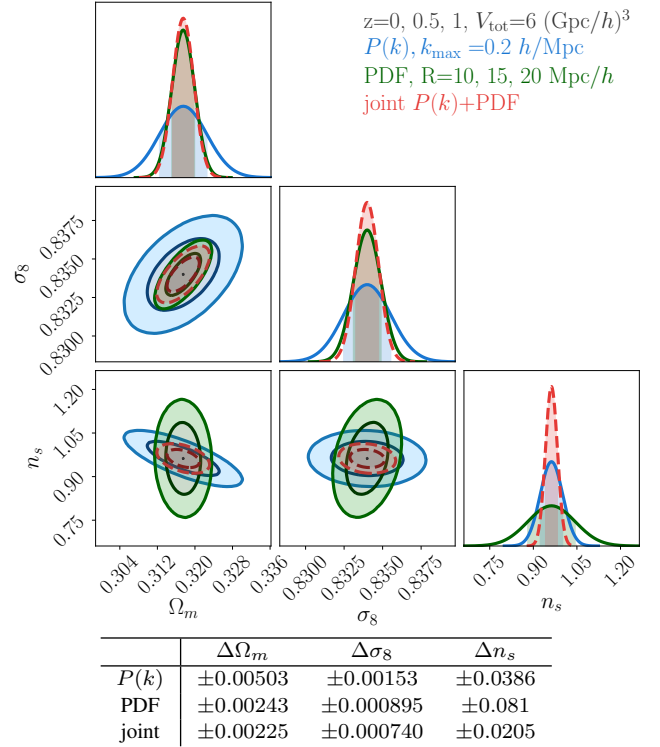 z=0, 0.5, 1, V_tot=6 (Gpc/h)^3
P(k), k_max =0.2 h/Mpc
PDF, R=10, 15, 20 Mpc/h
joint P(k)+PDF
σ_8
0.8375
0.8350
0.8325
0.8300
n_s
1.20
1.05
0.90
0.75
0.304 0.312 0.320 0.328 0.336
0.8300 0.8325 0.8350 0.8375
0.75 0.90 1.05 1.20
Ω_m σ_8 n_s
ΔΩ_m Δσ_8 Δn_s
P(k) ±0.00503 ±0.00153 ±0.0386
PDF ±0.00243 ±0.000895 ±0.081
joint ±0.00225 ±0.000740 ±0.0205